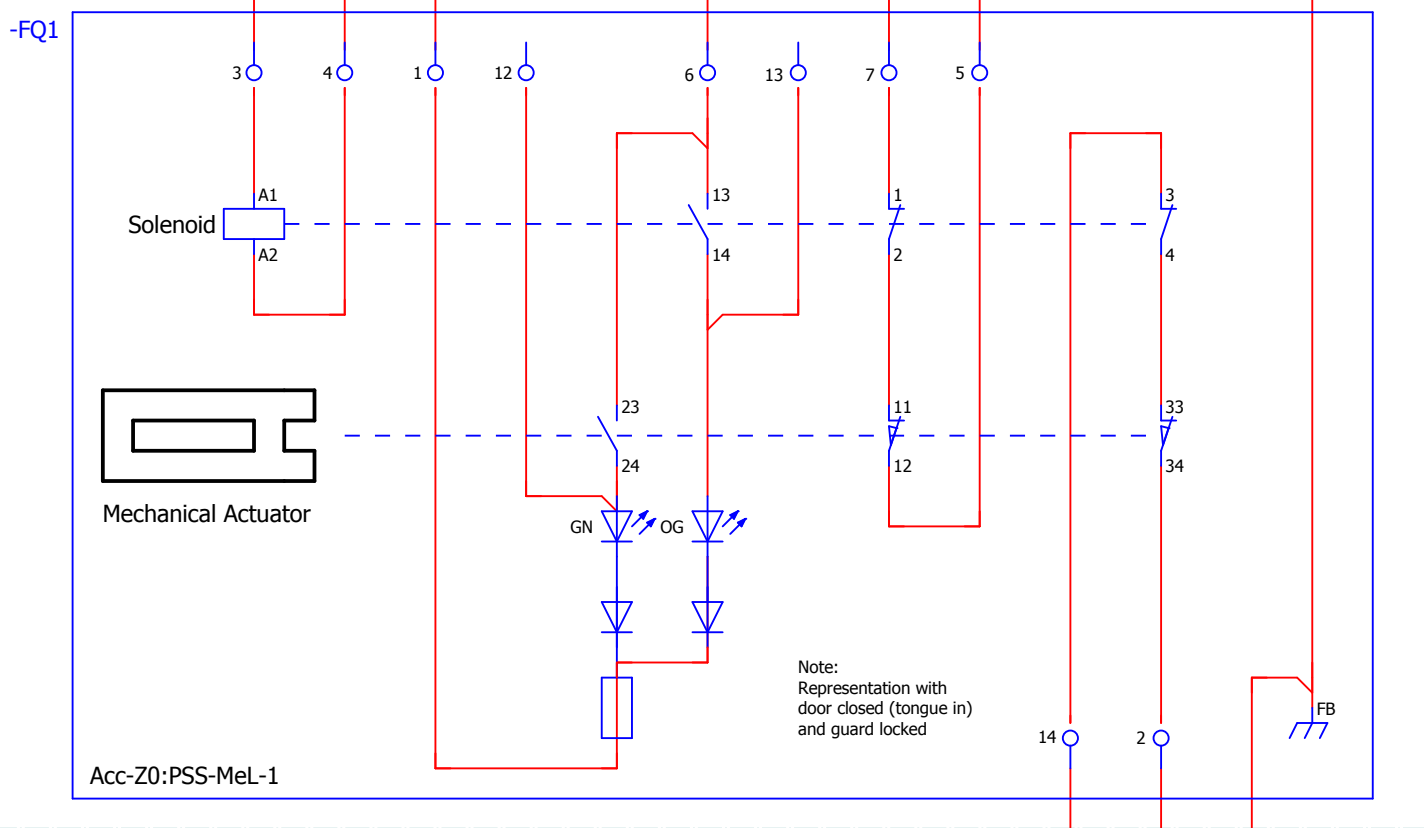 -FQ1
3 4 1 12 6 13 7 5
A1 13 1 3
Solenoid
A2 14 2 4
23 11 33
24 12 34
Mechanical Actuator
GN OG
Note:
Representation with
door closed (tongue in)
and guard locked
14 2 FB
Acc-Z0:PSS-MeL-1